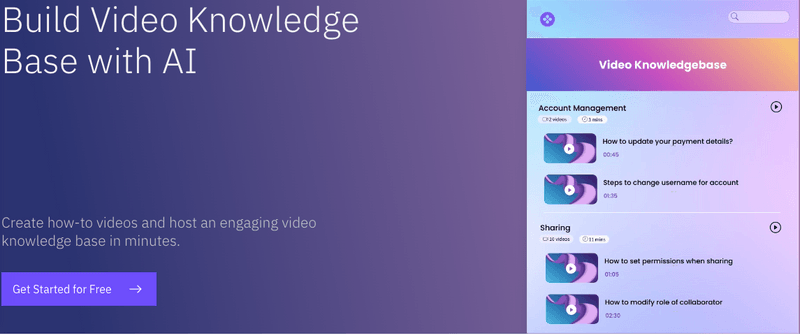 Build Video Knowledge
Base with AI
Create how-to videos and host an engaging video
knowledge base in minutes.
Get Started for Free
Video Knowledgebase
Account Management
2 videos 3 mins
How to update your payment details?
00:45
Steps to change username for account
01:35
Sharing
10 videos 11 mins
How to set permissions when sharing
01:05
How to modify role of collaborator
02:30